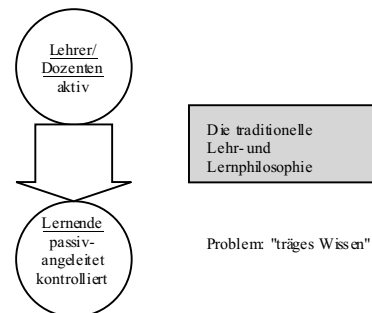 Lehrer/
Dozenten
aktiv
Die traditionelle
Lehr- und
Lernphilosophie
Lernende
passiv-
angeleitet
kontrolliert
Problem: "träges Wissen"